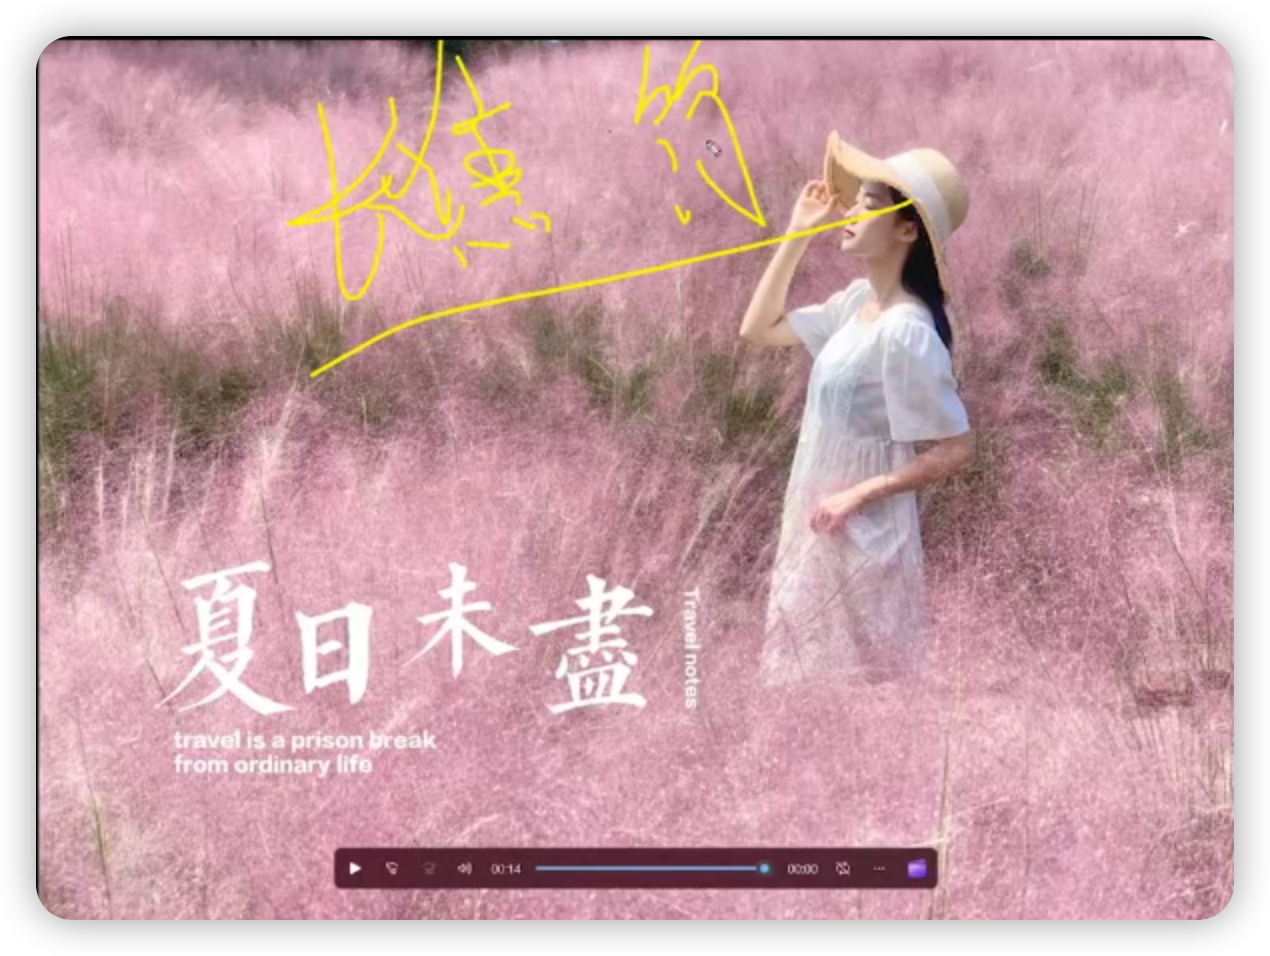 夏日未盡
Travel notes
travel is a prison break
from ordinary life
00:14
00:00